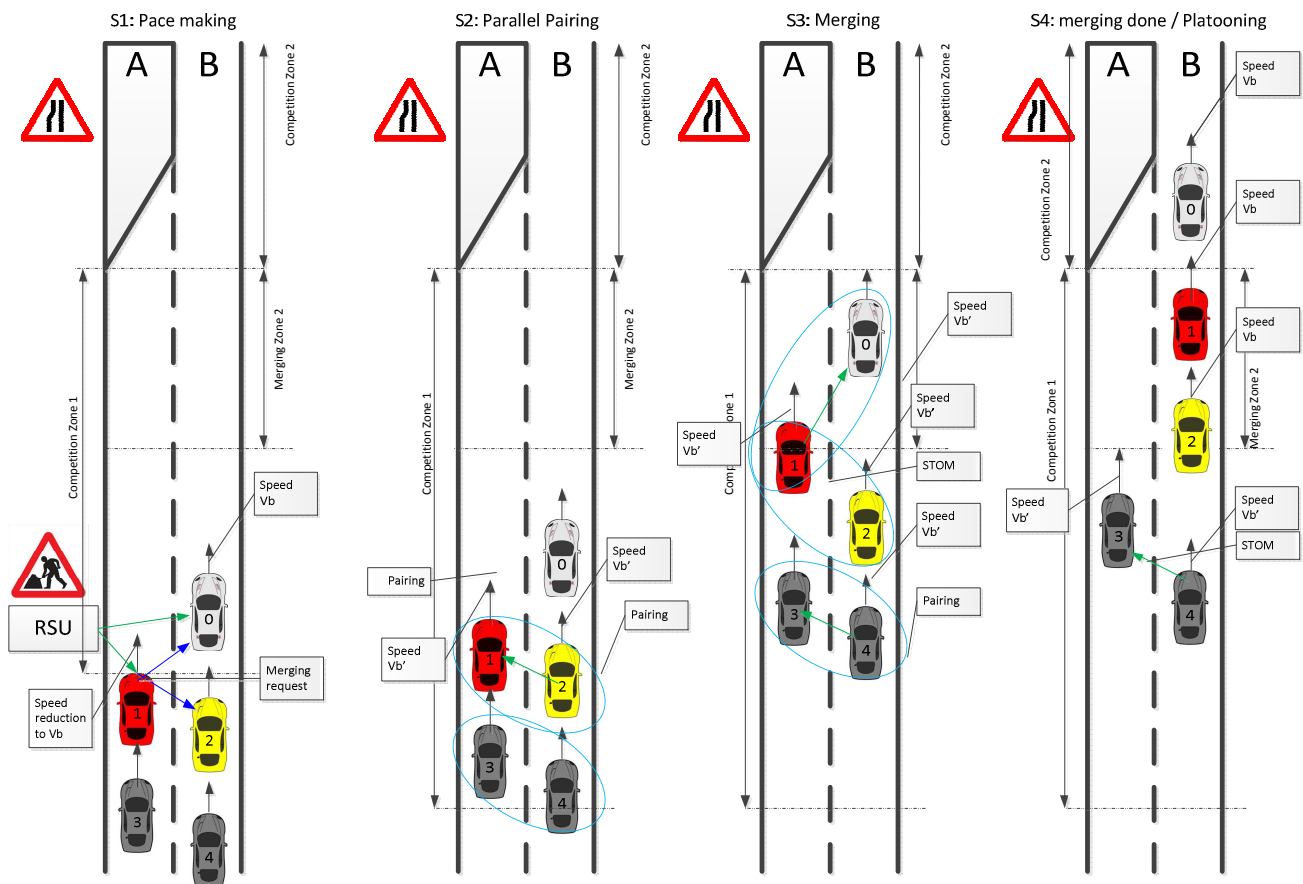 S1: Pace making
A
B
Competition Zone 2
Merging Zone 2
Competition Zone 1
Speed
Vb
RSU
0
1
2
3
4
Merging
request
Speed
reduction
to Vb
S2: Parallel Pairing
A
B
Competition Zone 2
Merging Zone 2
Competition Zone 1
0
Speed
Vb'
Pairing
Pairing
Speed
Vb'
1
2
3
4
S3: Merging
A
B
Competition Zone 2
Speed
Vb'
0
Speed
Vb'
Speed
Vb'
1
STOM
2
Speed
Vb'
Pairing
3
4
S4: merging done / Platooning
A
B
Speed
Vb
Competition Zone 2
0
Speed
Vb
1
Speed
Vb
Merging Zone 2
Competition Zone 1
2
Speed
Vb'
3
Speed
Vb'
STOM
4